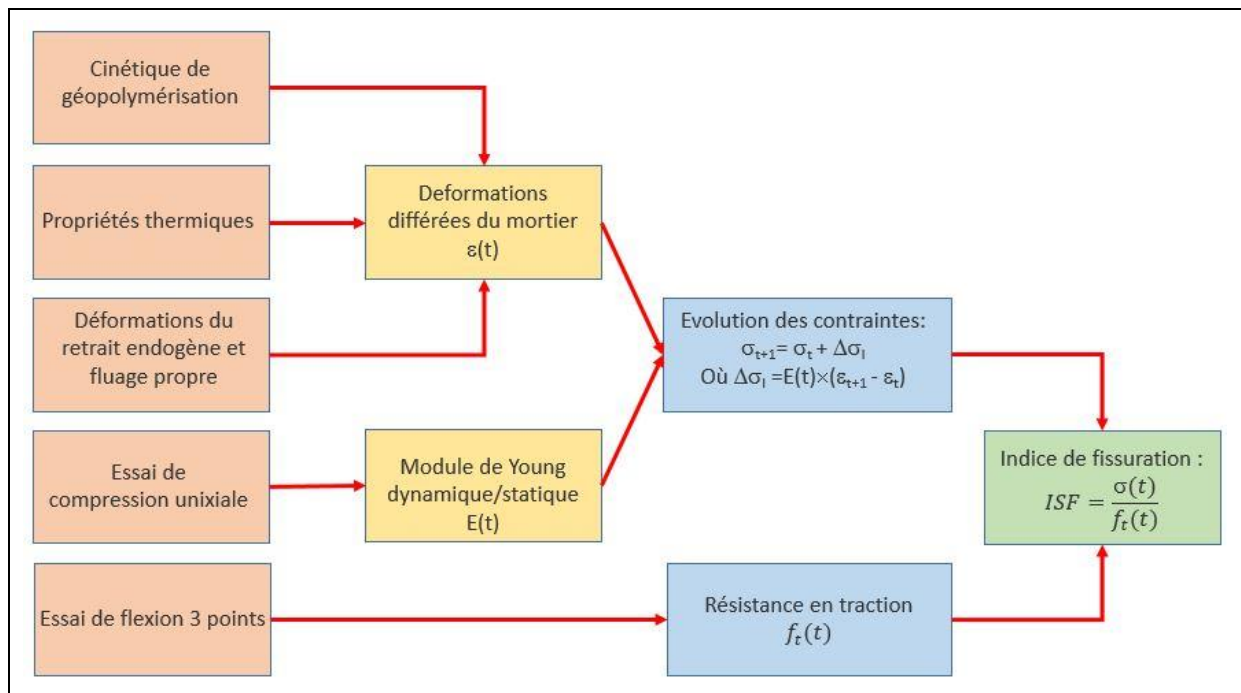 Cinétique de
géopolymérisation
Propriétés thermiques
Déformations du
retrait endogène et
fluage propre
Essai de
compression unixiale
Essai de flexion 3 points
Deformations
différées du mortier
ε(t)
Module de Young
dynamique/statique
E(t)
Evolution des contraintes:
σt+1= σt + ΔσI
Où ΔσI =E(t)×(εt+1 - εt)
Résistance en traction
ft(t)
Indice de fissuration :
ISF = σ(t)/ft(t)